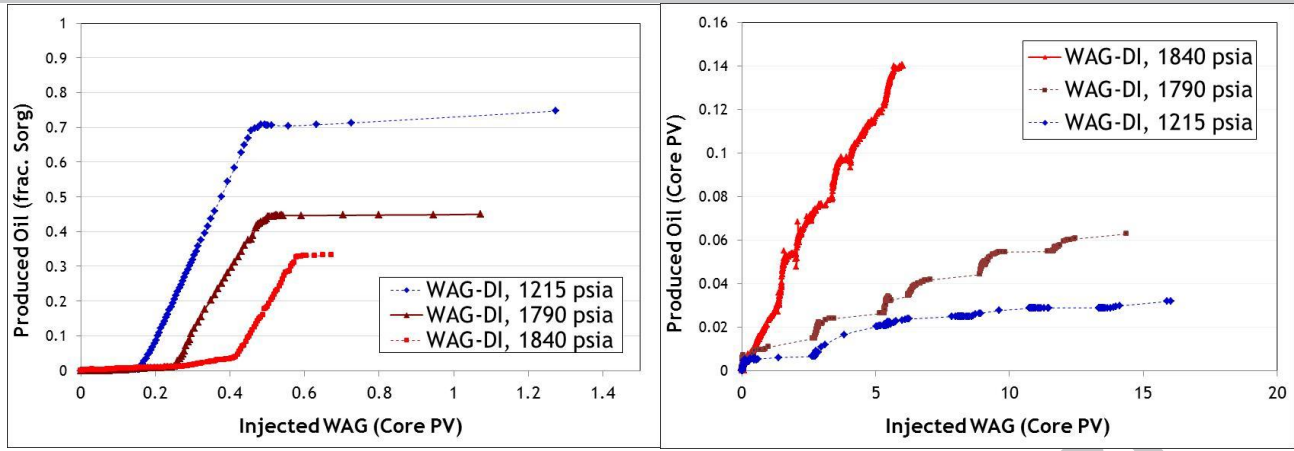 1
0.9
0.8
0.7
0.6
0.5
0.4
0.3
0.2
0.1
0
0 0.2 0.4 0.6 0.8 1 1.2 1.4
Produced Oil (frac. Sorg)
Injected WAG (Core PV)
WAG-DI, 1215 psia
WAG-DI, 1790 psia
WAG-DI, 1840 psia
0.16
0.14
0.12
0.1
0.08
0.06
0.04
0.02
0
0 5 10 15 20
Produced Oil (Core PV)
Injected WAG (Core PV)
WAG-DI, 1840 psia
WAG-DI, 1790 psia
WAG-DI, 1215 psia